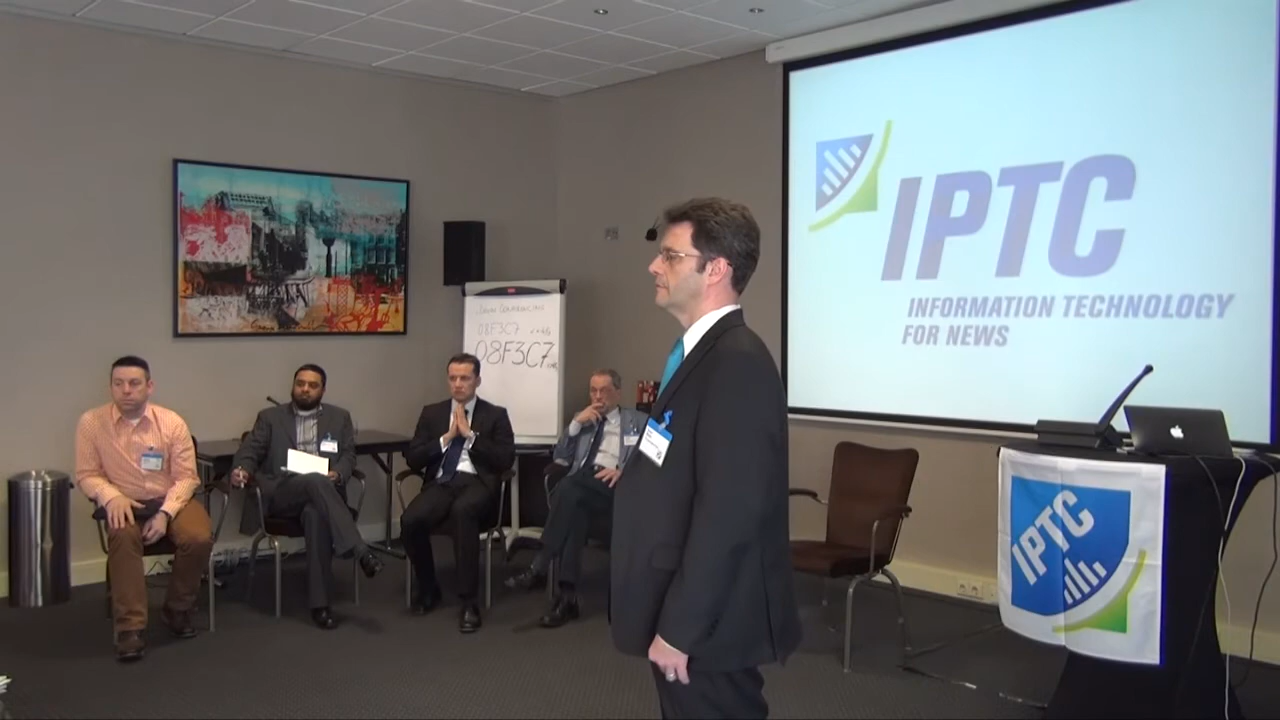 IPTC
INFORMATION TECHNOLOGY
FOR NEWS
08F3C7
08F3C7
IPTC